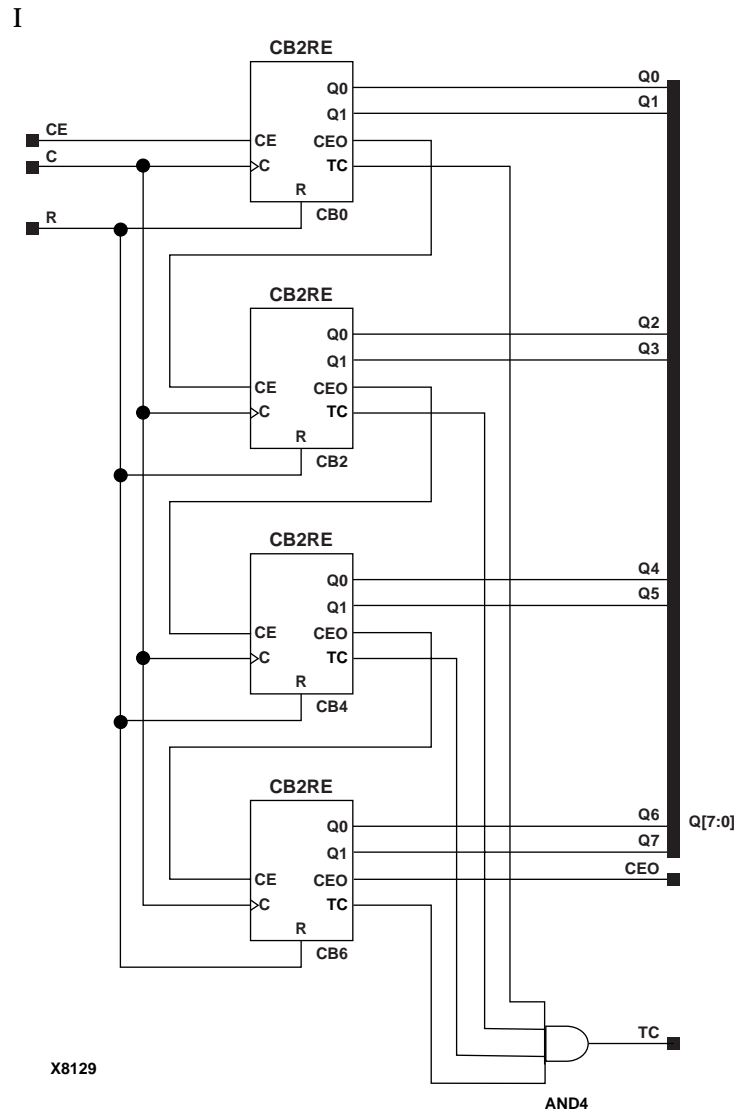 I
CB2RE
Q0 Q0
Q1 Q1
CE CE CEO
C C TC
R R
CB0
CB2RE
Q0 Q2
Q1 Q3
CE CEO
C TC
R
CB2
CB2RE
Q0 Q4
Q1 Q5
CE CEO
C TC
R
CB4
CB2RE
Q0 Q6 Q[7:0]
Q1 Q7
CE CEO CEO
C TC
R
CB6
TC
X8129
AND4